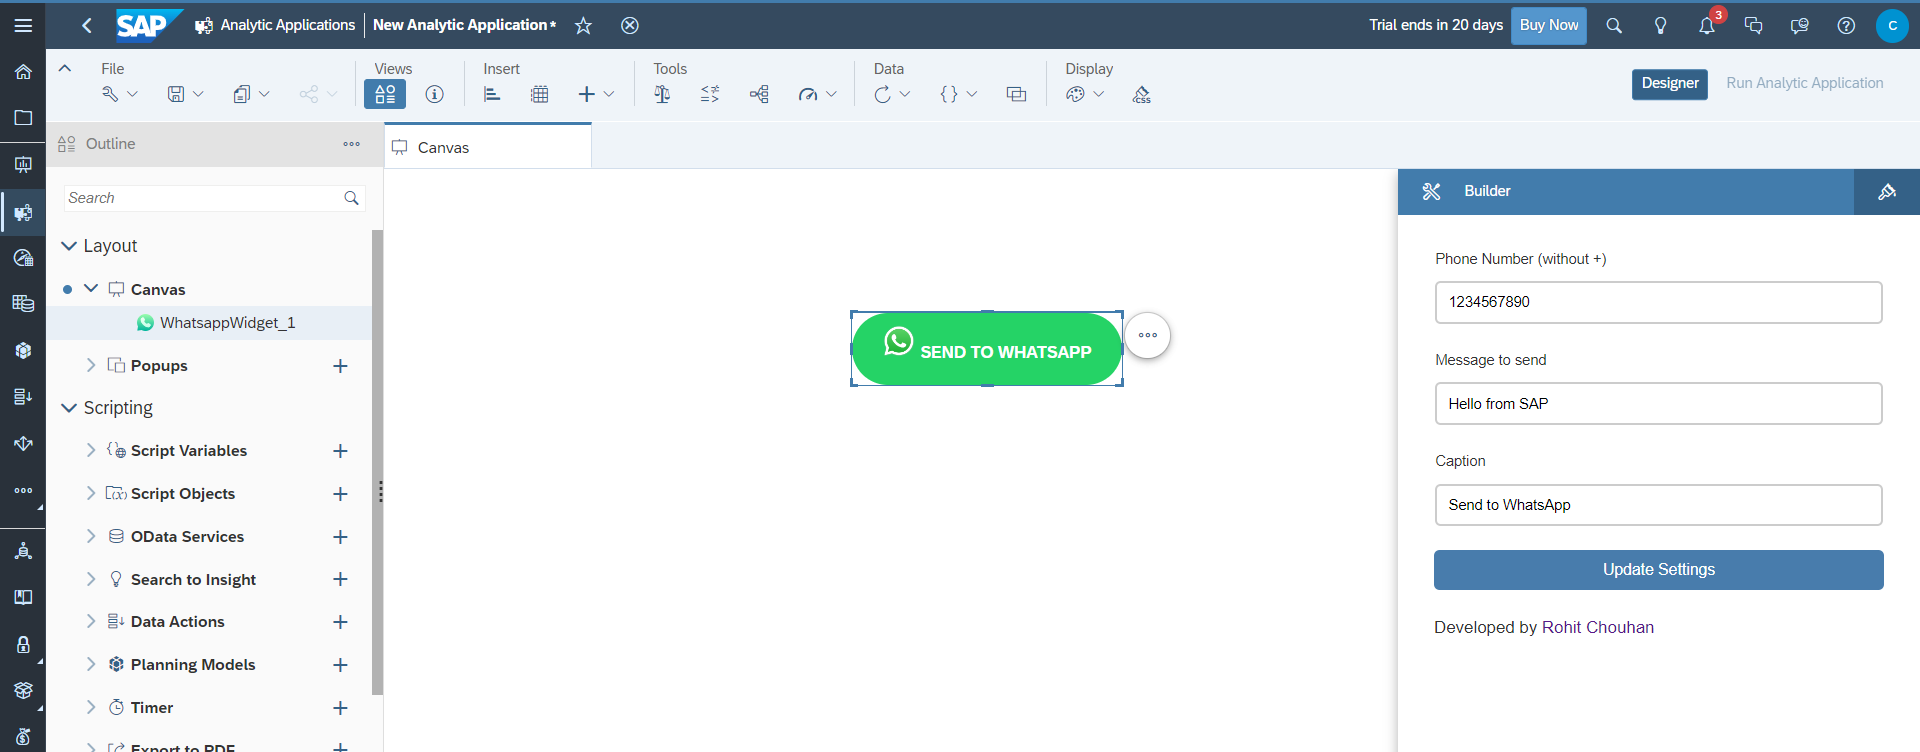 SAP Analytic Applications New Analytic Application* Trial ends in 20 days Buy Now 3 C
File Views Insert Tools Data Display
CSS
Designer Run Analytic Application
Outline
Canvas
Search
Layout
Canvas
WhatsappWidget_1
Popups
Scripting
Script Variables
Script Objects
OData Services
Search to Insight
Data Actions
Planning Models
Timer
Export to PDF
SEND TO WHATSAPP
Builder
Phone Number (without +)
1234567890
Message to send
Hello from SAP
Caption
Send to WhatsApp
Update Settings
Developed by Rohit Chouhan